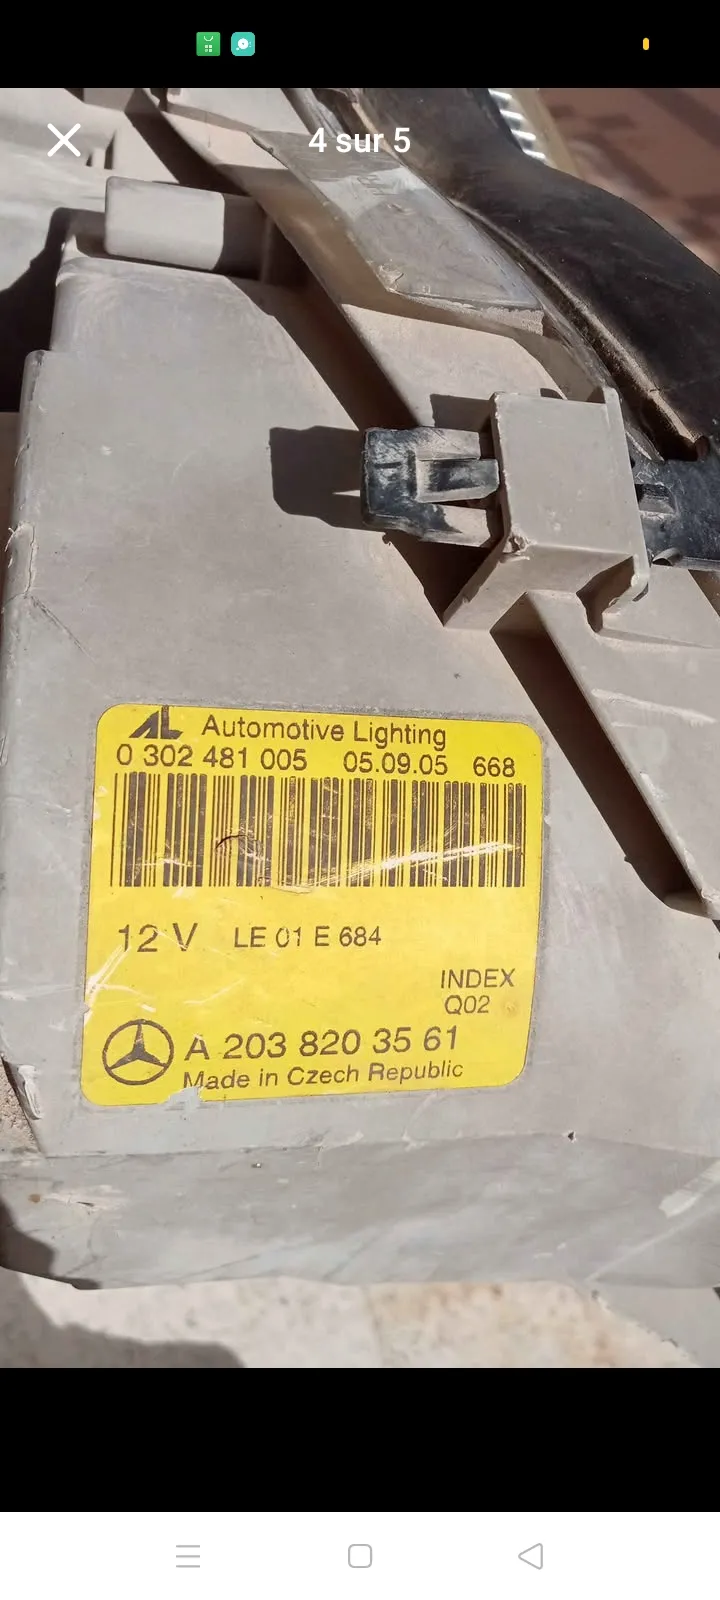 4 sur 5
AL Automotive Lighting
0 302 481 005 05.09.05 668
12 V LE 01 E 684
INDEX
Q02
A 203 820 35 61
Made in Czech Republic